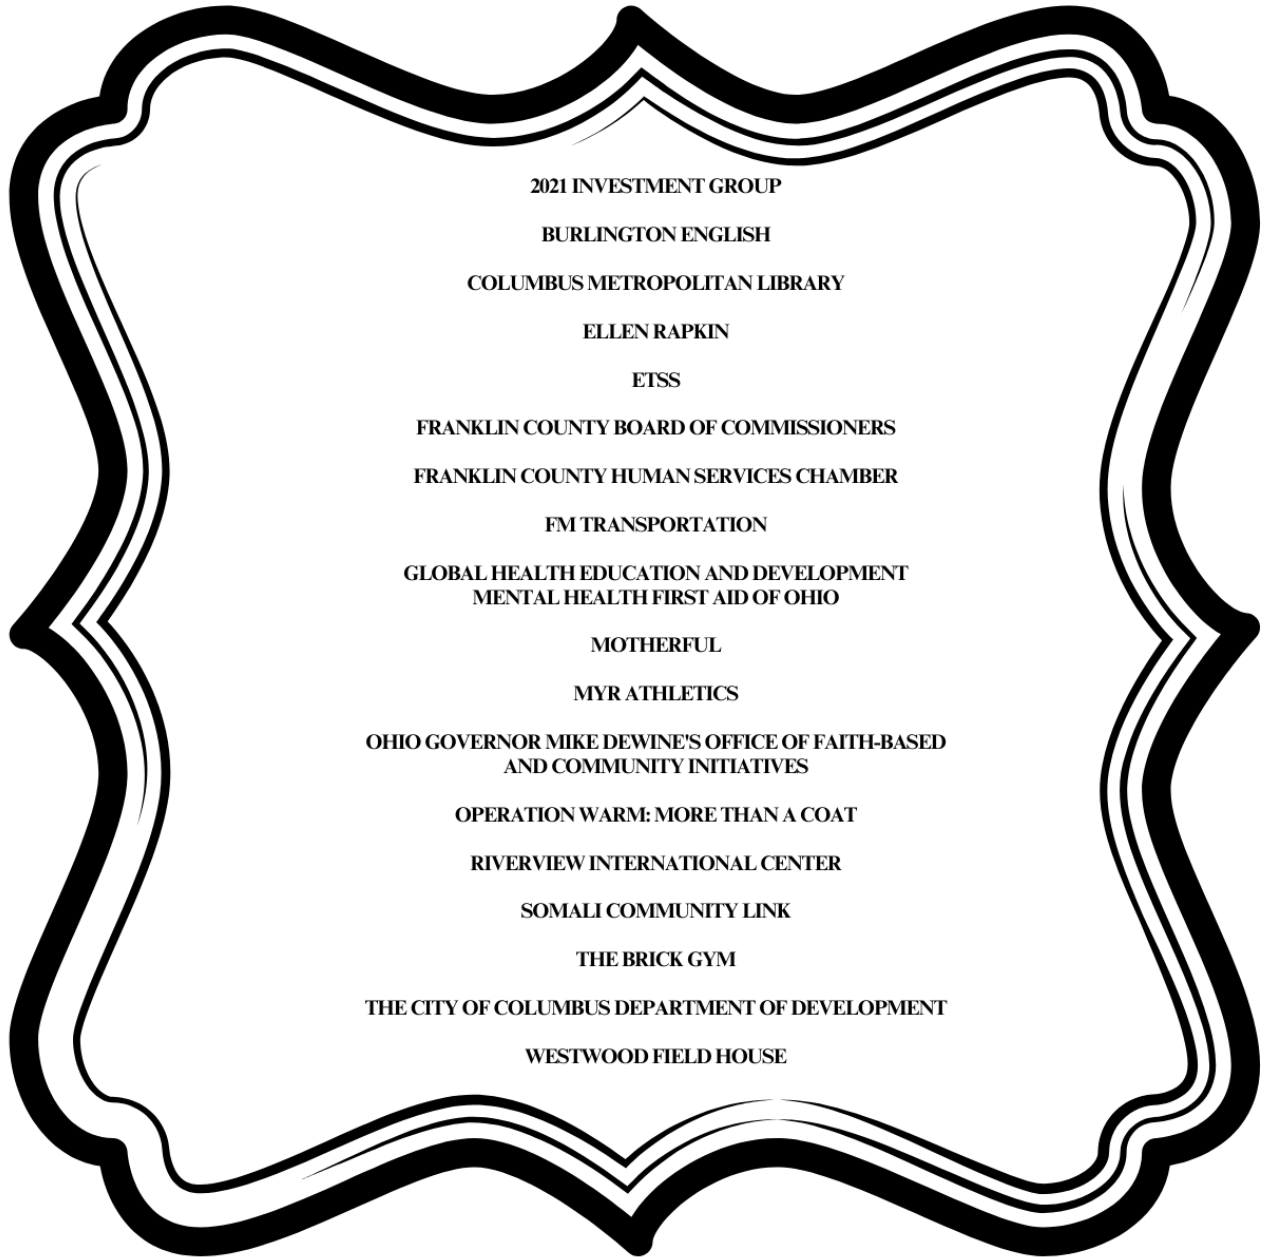 2021 INVESTMENT GROUP
BURLINGTON ENGLISH
COLUMBUS METROPOLITAN LIBRARY
ELLEN RAPKIN
ETSS
FRANKLIN COUNTY BOARD OF COMMISSIONERS
FRANKLIN COUNTY HUMAN SERVICES CHAMBER
FM TRANSPORTATION
GLOBAL HEALTH EDUCATION AND DEVELOPMENT
MENTAL HEALTH FIRST AID OF OHIO
MOTHERFUL
MYR ATHLETICS
OHIO GOVERNOR MIKE DEWINE'S OFFICE OF FAITH-BASED
AND COMMUNITY INITIATIVES
OPERATION WARM: MORE THAN A COAT
RIVERVIEW INTERNATIONAL CENTER
SOMALI COMMUNITY LINK
THE BRICK GYM
THE CITY OF COLUMBUS DEPARTMENT OF DEVELOPMENT
WESTWOOD FIELD HOUSE